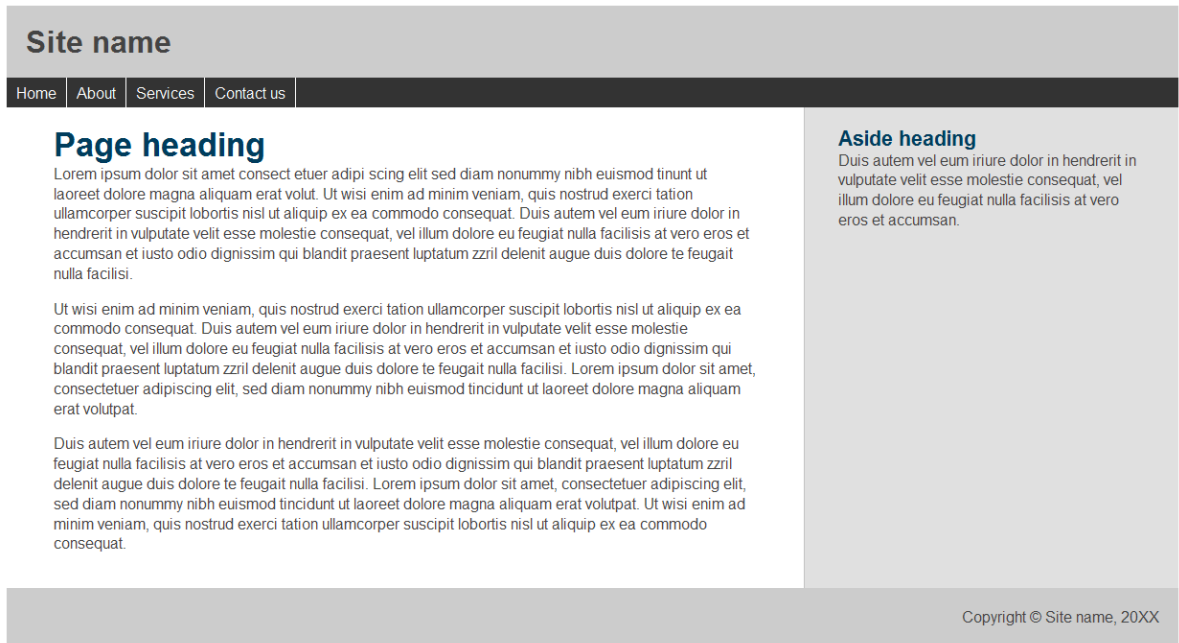 Site name
Home About Services Contact us
Page heading
Lorem ipsum dolor sit amet consect etuer adipi scing elit sed diam nonummy nibh euismod tinunt ut
laoreet dolore magna aliquam erat volut. Ut wisi enim ad minim veniam, quis nostrud exerci tation
ullamcorper suscipit lobortis nisl ut aliquip ex ea commodo consequat. Duis autem vel eum iriure dolor in
hendrerit in vulputate velit esse molestie consequat, vel illum dolore eu feugiat nulla facilisis at vero eros et
accumsan et iusto odio dignissim qui blandit praesent luptatum zzril delenit augue duis dolore te feugait
nulla facilisi.
Ut wisi enim ad minim veniam, quis nostrud exerci tation ullamcorper suscipit lobortis nisl ut aliquip ex ea
commodo consequat. Duis autem vel eum iriure dolor in hendrerit in vulputate velit esse molestie
consequat, vel illum dolore eu feugiat nulla facilisis at vero eros et accumsan et iusto odio dignissim qui
blandit praesent luptatum zzril delenit augue duis dolore te feugait nulla facilisi. Lorem ipsum dolor sit amet,
consectetuer adipiscing elit, sed diam nonummy nibh euismod tincidunt ut laoreet dolore magna aliquam
erat volutpat.
Duis autem vel eum iriure dolor in hendrerit in vulputate velit esse molestie consequat, vel illum dolore eu
feugiat nulla facilisis at vero eros et accumsan et iusto odio dignissim qui blandit praesent luptatum zzril
delenit augue duis dolore te feugait nulla facilisi. Lorem ipsum dolor sit amet, consectetuer adipiscing elit,
sed diam nonummy nibh euismod tincidunt ut laoreet dolore magna aliquam erat volutpat. Ut wisi enim ad
minim veniam, quis nostrud exerci tation ullamcorper suscipit lobortis nisl ut aliquip ex ea commodo
consequat.
Aside heading
Duis autem vel eum iriure dolor in hendrerit in
vulputate velit esse molestie consequat, vel
illum dolore eu feugiat nulla facilisis at vero
eros et accumsan.
Copyright © Site name, 20XX